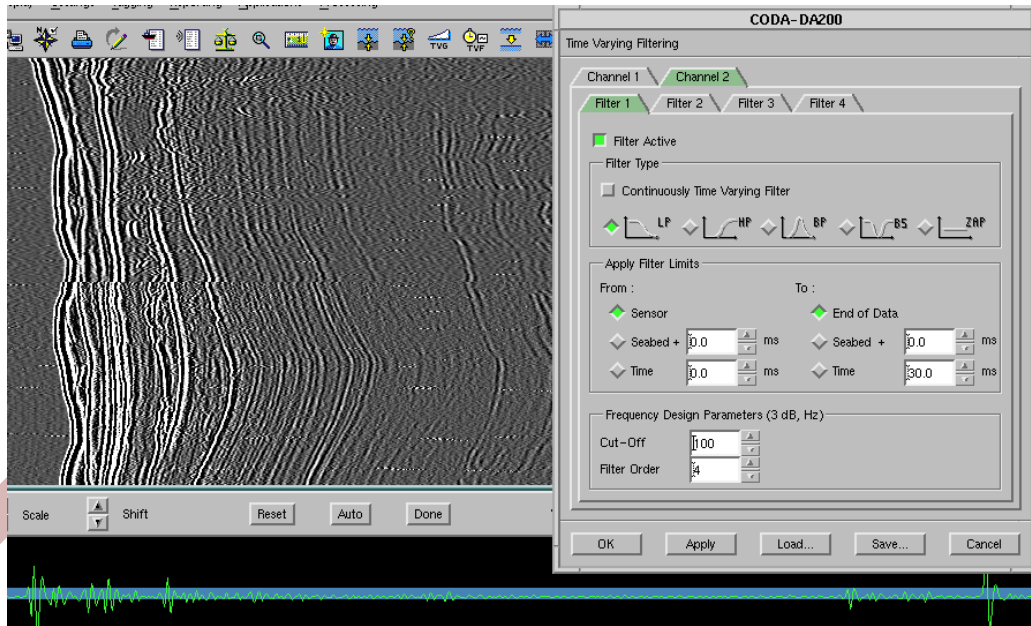 TVG TVF
Scale Shift Reset Auto Done
CODA-DA200
Time Varying Filtering
Channel 1 Channel 2
Filter 1 Filter 2 Filter 3 Filter 4
Filter Active
Filter Type
Continuously Time Varying Filter
LP HP BP BS ZAP
Apply Filter Limits
From : To :
Sensor End of Data
Seabed + 0.0 ms Seabed + 0.0 ms
Time 0.0 ms Time 30.0 ms
Frequency Design Parameters (3 dB, Hz)
Cut-Off 100
Filter Order 4
OK Apply Load... Save... Cancel